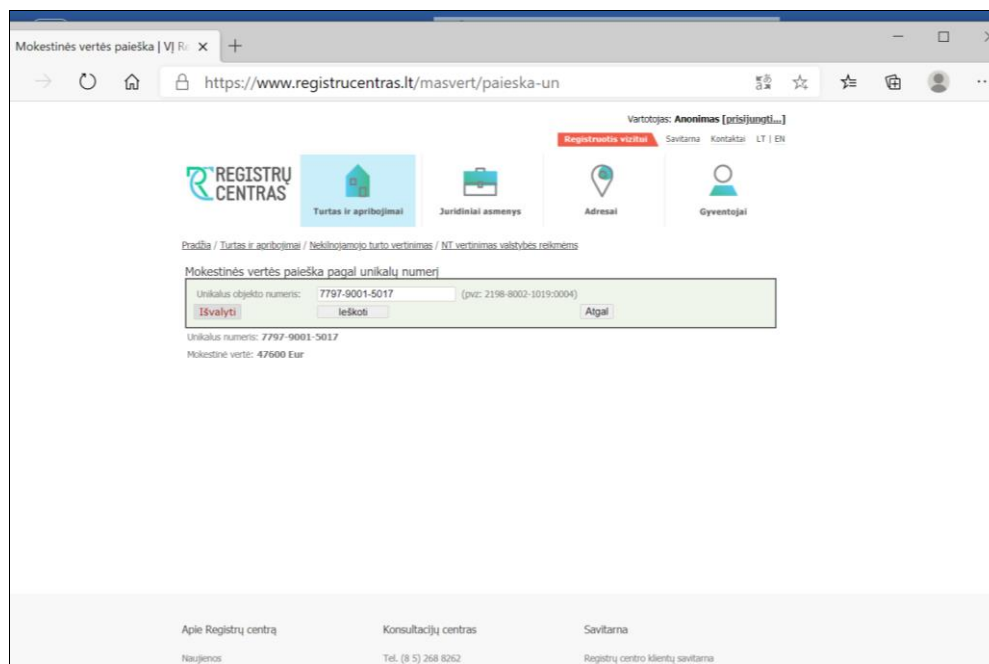 Mokestinės vertės paieška | VĮ Re
https://www.registrucentras.lt/masvert/paieska-un
Vartotojas: Anonimas [prisijungti...]
Registruotis vizitui Savitarna Kontaktai LT | EN
REGISTRŲ
CENTRAS
Turtas ir apribojimai Juridiniai asmenys Adresai Gyventojai
Pradžia / Turtas ir apribojimai / Nekilnojamojo turto vertinimas / NT vertinimas valstybės reikmėms
Mokestinės vertės paieška pagal unikalų numerį
Unikalus objekto numeris: 7797-9001-5017 (pvz: 2198-8002-1019:0004)
Išvalyti Ieškoti Atgal
Unikalus numeris: 7797-9001-5017
Mokestinė vertė: 47600 Eur
Apie Registrų centrą Konsultacijų centras Savitarna
Naujienos Tel. (8 5) 268 8262 Registrų centro klientų savitarna